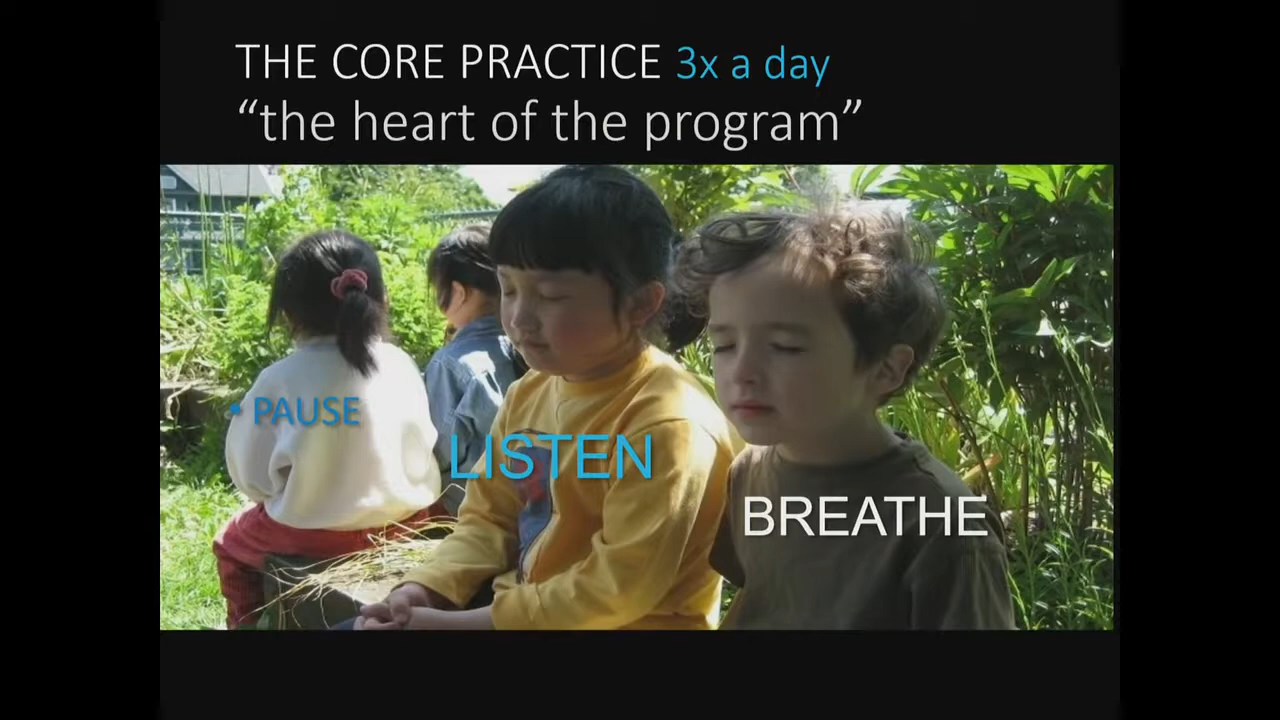 THE CORE PRACTICE 3x a day
“the heart of the program”
• PAUSE
LISTEN
BREATHE